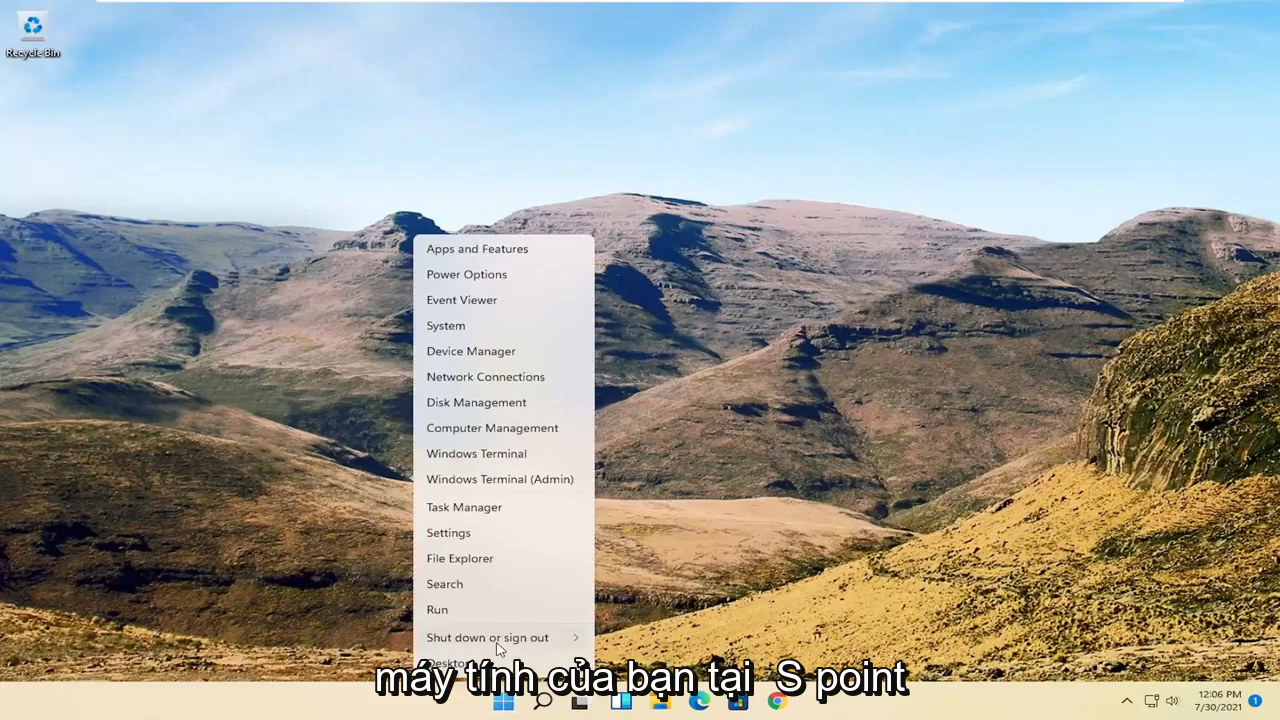 Recycle Bin
Apps and Features
Power Options
Event Viewer
System
Device Manager
Network Connections
Disk Management
Computer Management
Windows Terminal
Windows Terminal (Admin)
Task Manager
Settings
File Explorer
Search
Run
Shut down or sign out
Desktop
máy tính của bạn tại S point
12:06 PM
7/30/2021
1